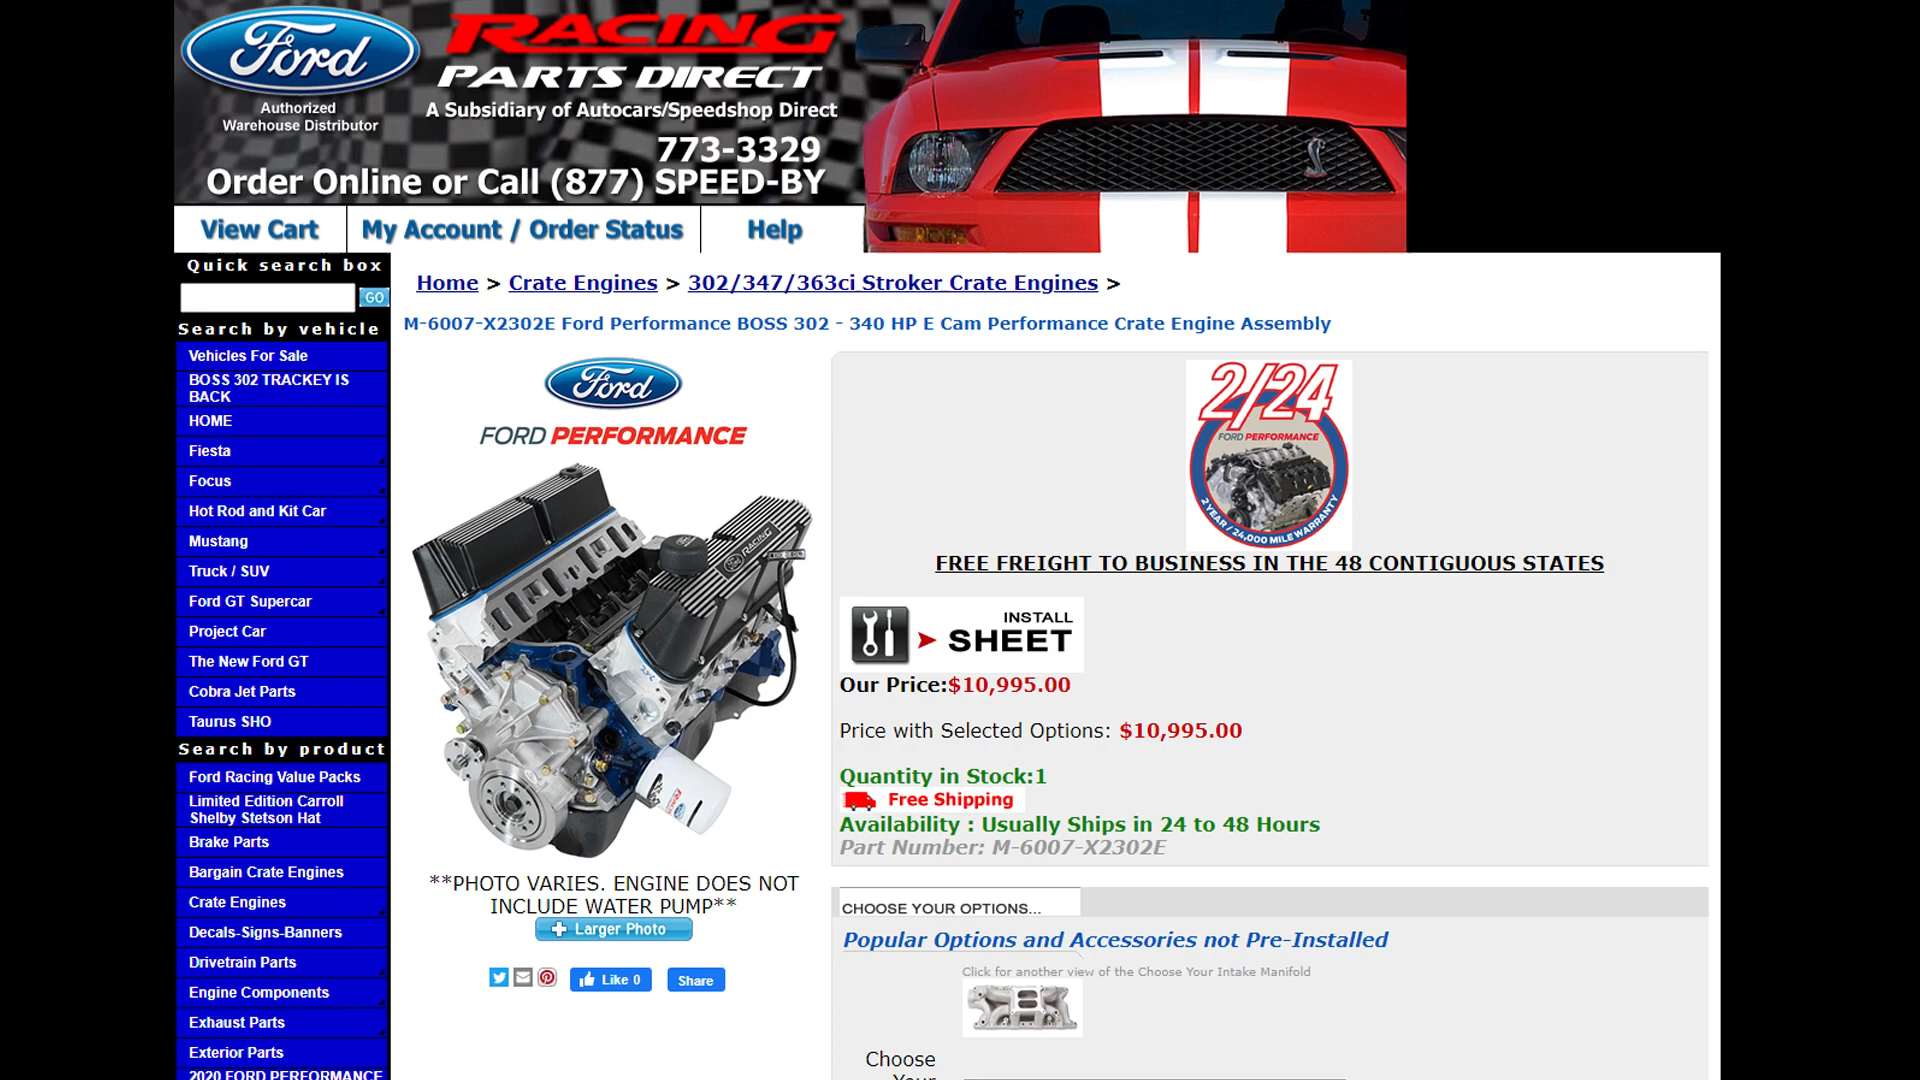 Ford
RACING
PARTS DIRECT
Authorized
Warehouse Distributor
A Subsidiary of Autocars/Speedshop Direct
773-3329
Order Online or Call (877) SPEED-BY
View Cart
My Account / Order Status
Help
Quick search box
GO
Search by vehicle
Vehicles For Sale
BOSS 302 TRACKEY IS
BACK
HOME
Fiesta
Focus
Hot Rod and Kit Car
Mustang
Truck / SUV
Ford GT Supercar
Project Car
The New Ford GT
Cobra Jet Parts
Taurus SHO
Search by product
Ford Racing Value Packs
Limited Edition Carroll
Shelby Stetson Hat
Brake Parts
Bargain Crate Engines
Crate Engines
Decals-Signs-Banners
Drivetrain Parts
Engine Components
Exhaust Parts
Exterior Parts
2020 FORD PERFORMANCE
Home > Crate Engines > 302/347/363ci Stroker Crate Engines >
M-6007-X2302E Ford Performance BOSS 302 - 340 HP E Cam Performance Crate Engine Assembly
Ford
FORD PERFORMANCE
Ford RACING
**PHOTO VARIES. ENGINE DOES NOT
INCLUDE WATER PUMP**
Larger Photo
Like 0
Share
2/24
FORD PERFORMANCE
2 YEAR / 24,000 MILE WARRANTY
FREE FREIGHT TO BUSINESS IN THE 48 CONTIGUOUS STATES
INSTALL
SHEET
Our Price:$10,995.00
Price with Selected Options: $10,995.00
Quantity in Stock:1
Free Shipping
Availability : Usually Ships in 24 to 48 Hours
Part Number: M-6007-X2302E
CHOOSE YOUR OPTIONS...
Popular Options and Accessories not Pre-Installed
Click for another view of the Choose Your Intake Manifold
Choose
Your